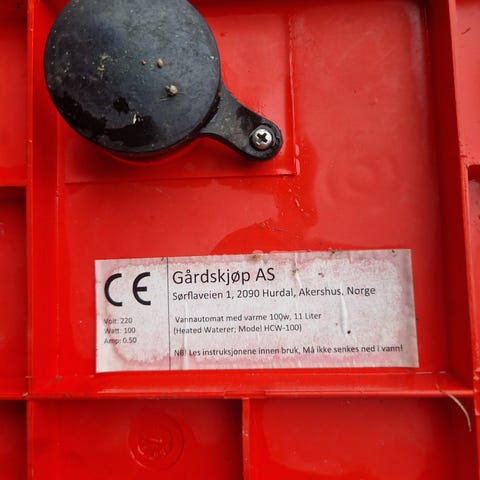 CE
Gårdskjøp AS
Sørflaveien 1, 2090 Hurdal, Akershus, Norge
Volt: 220
Watt: 100
Amp: 0.50
Vannautomat med varme 100w, 11 Liter
(Heated Waterer; Model HCW-100)
NB! Les instruksjonene innen bruk, Må ikke senkes ned i vann!